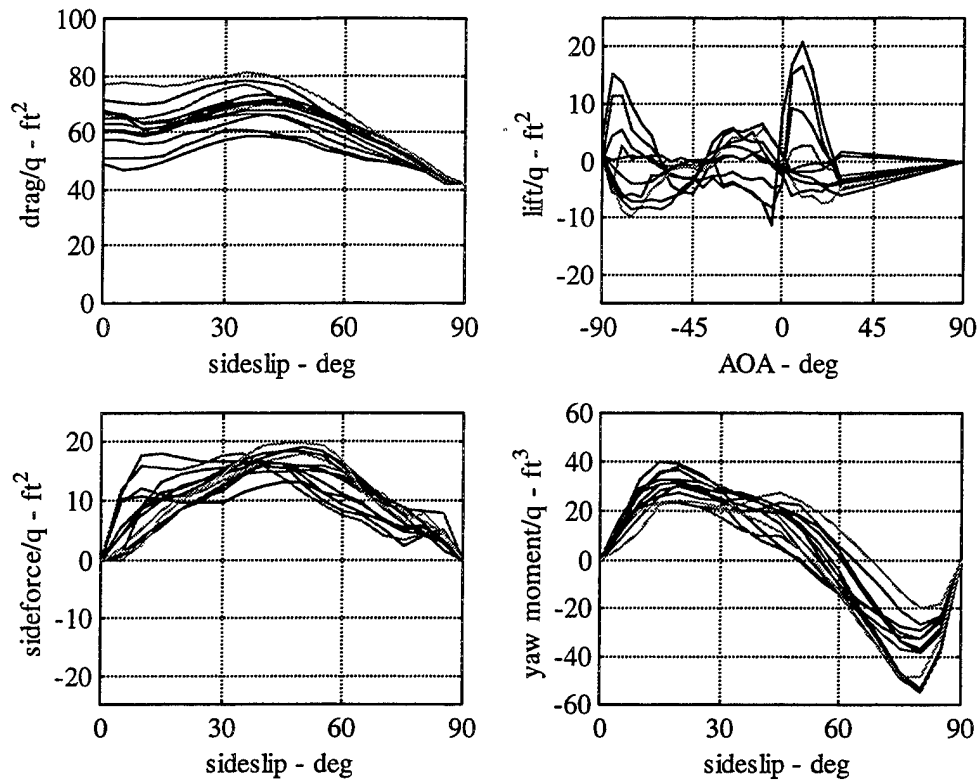 100
80
60
40
20
0
drag/q - ft2
0 30 60 90
sideslip - deg
20
10
0
-10
-20
lift/q - ft2
-90 -45 0 45 90
AOA - deg
20
10
0
-10
-20
sideforce/q - ft2
0 30 60 90
sideslip - deg
60
40
20
0
-20
-40
-60
yaw moment/q - ft3
0 30 60 90
sideslip - deg